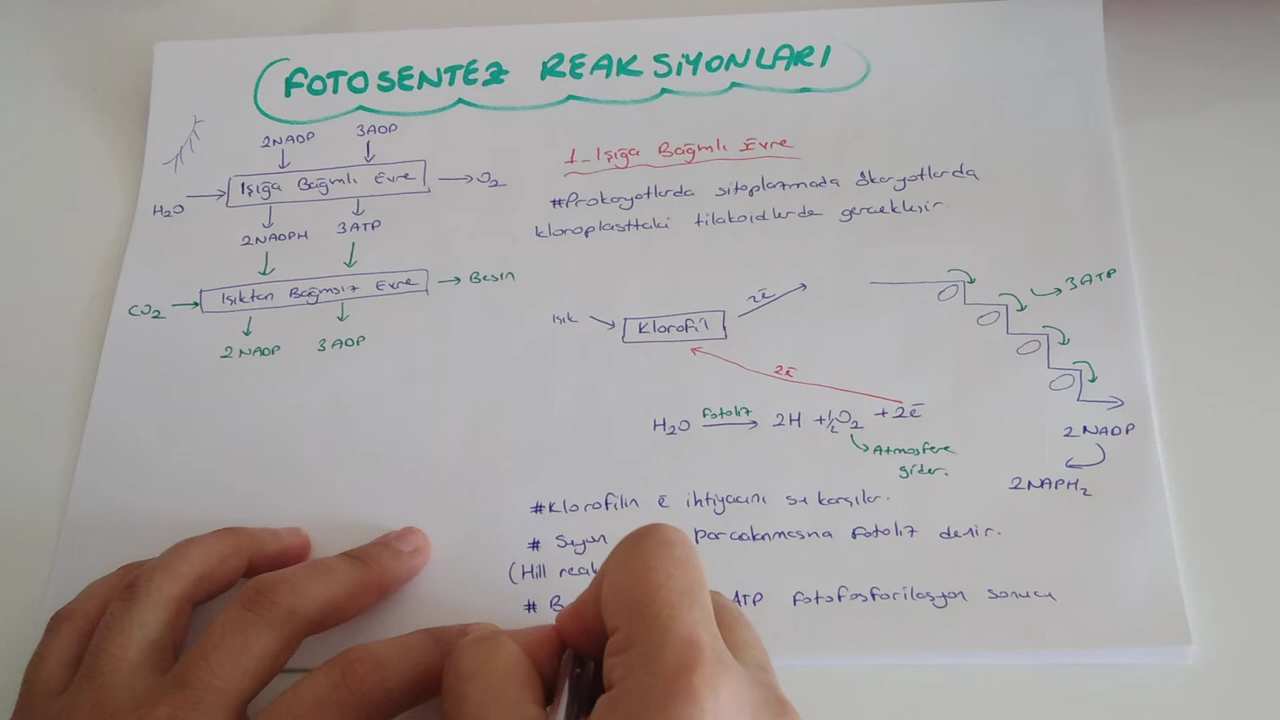 FOTOSENTEZ REAKSİYONLARI
2NADP 3ADP
H₂O Işığa Bağımlı Evre O₂
2NADPH 3ATP
CO₂ Işıktan Bağımsız Evre Besin
2NADP 3ADP
1- Işığa Bağımlı Evre
#Prokaryotlarda sitoplazmada ökaryotlarda
kloroplasttaki tilakoidlerde gerçekleşir.
Işık Klorofil 2ē
3ATP
2ē
H₂O Fotoliz 2H + ½O₂ + 2ē
Atmosfere
gider.
2NADP
2NAPH₂
#Klorofilin ē ihtiyacını su karşılar.
# Suyun parçalanmasına fotoliz denir.
(Hill
# ATP fotofosforilasyon sonucu